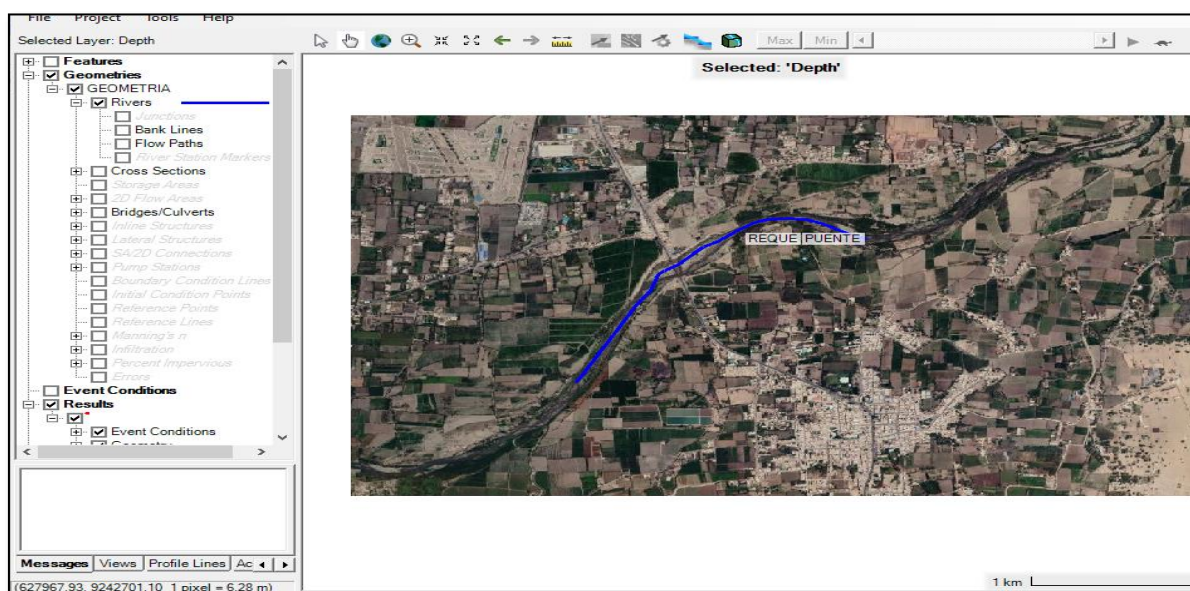 File Project Tools Help
Selected Layer: Depth
Max Min
Selected: 'Depth'
Features
Geometries
GEOMETRIA
Rivers
Junctions
Bank Lines
Flow Paths
River Station Markers
Cross Sections
Storage Areas
2D Flow Areas
Bridges/Culverts
Inline Structures
Lateral Structures
SA/2D Connections
Pump Stations
Boundary Condition Lines
Initial Condition Points
Reference Points
Reference Lines
Manning's n
Infiltration
Percent Impervious
Errors
Event Conditions
Results
Event Conditions
Geometry
REQUE PUENTE
Messages Views Profile Lines Ac
(627967.93, 9242701.10 1 pixel = 6.28 m)
1 km